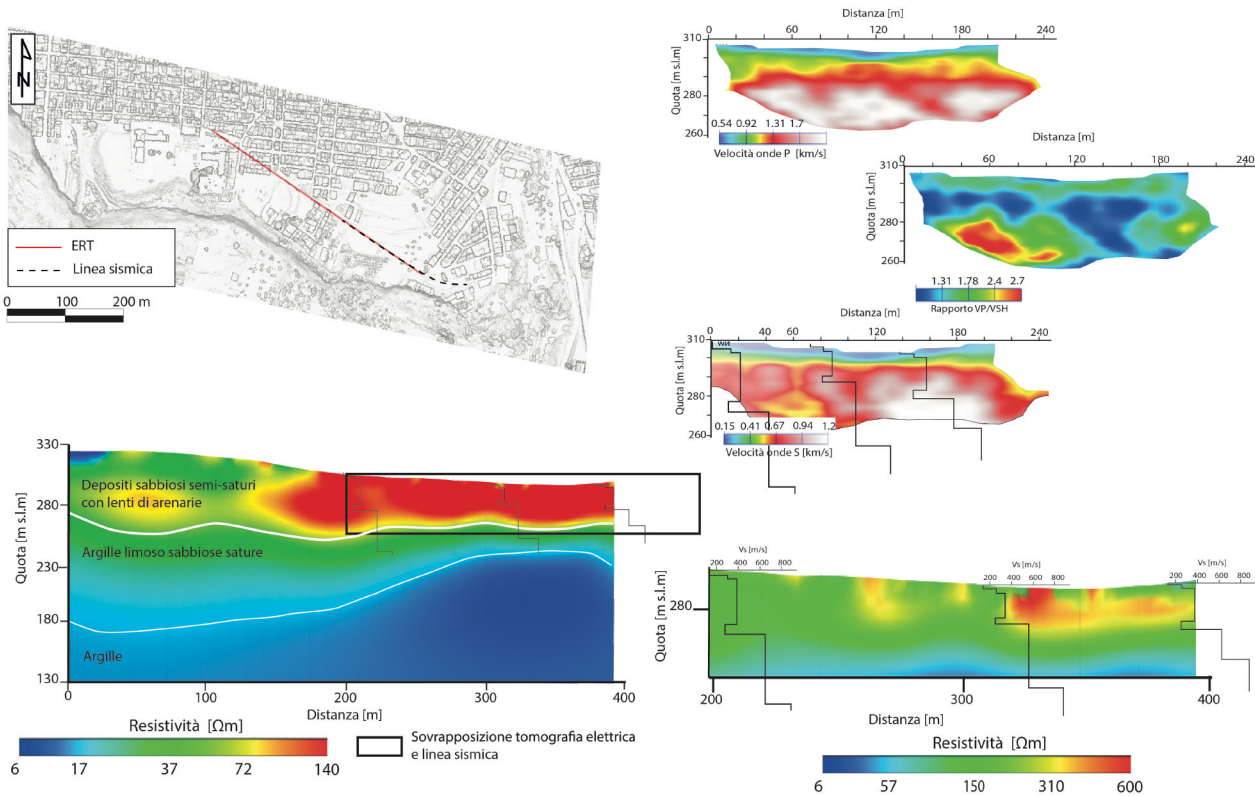 N
ERT
Linea sismica
0 100 200 m
Distanza [m]
0 60 120 180 240
310
280
260
Quota [m s.l.m]
0.54 0.92 1.31 1.7
Velocità onde P [km/s]
Distanza [m]
0 60 120 180 240
310
280
260
Quota [m s.l.m]
1.31 1.78 2.4 2.7
Rapporto VP/VSH
Distanza [m]
0 20 40 60 120 180 240
310
280
260
Quota [m s.l.m]
0.15 0.41 0.67 0.94 1.2
Velocità onde S [km/s]
330
280
230
180
130
Quota [m s.l.m]
Depositi sabbiosi semi-saturi
con lenti di arenarie
Argille limoso sabbiose sature
Argille
0 100 200 300 400
Distanza [m]
Resistività [Ωm]
6 17 37 72 140
Sovrapposizione tomografia elettrica
e linea sismica
Vs [m/s]
200 400 600 800
Vs [m/s]
200 400 600 800
Vs [m/s]
200 400 600 800
280
Quota [m s.l.m]
200 300 400
Distanza [m]
Resistività [Ωm]
6 57 150 310 600